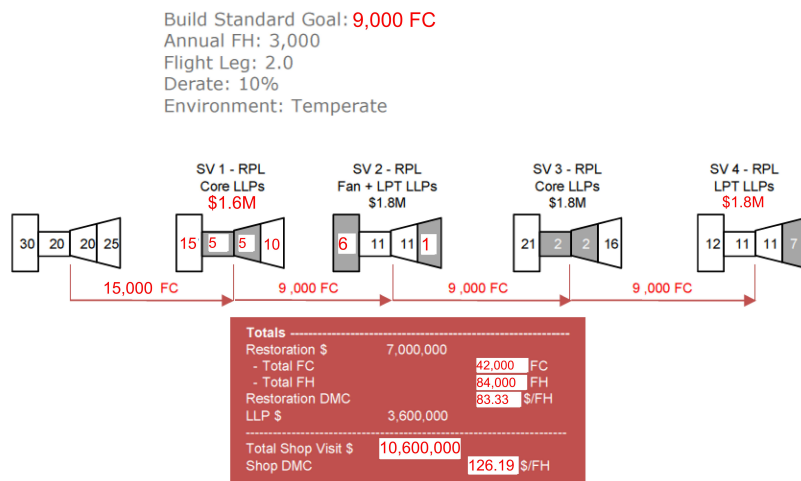 Build Standard Goal: 9,000 FC
Annual FH: 3,000
Flight Leg: 2.0
Derate: 10%
Environment: Temperate
SV 1 - RPL
Core LLPs
$1.6M
SV 2 - RPL
Fan + LPT LLPs
$1.8M
SV 3 - RPL
Core LLPs
$1.8M
SV 4 - RPL
LPT LLPs
$1.8M
30 20 20 25
15 5 5 10
6 11 11 1
21 2 2 16
12 11 11 7
15,000 FC
9 ,000 FC
9 ,000 FC
9 ,000 FC
Totals ------------------------------------------------------------
Restoration $ 7,000,000
- Total FC 42,000 FC
- Total FH 84,000 FH
Restoration DMC 83.33 $/FH
LLP $ 3,600,000
------------------------------------------------------------
Total Shop Visit $ 10,600,000
Shop DMC 126.19 $/FH